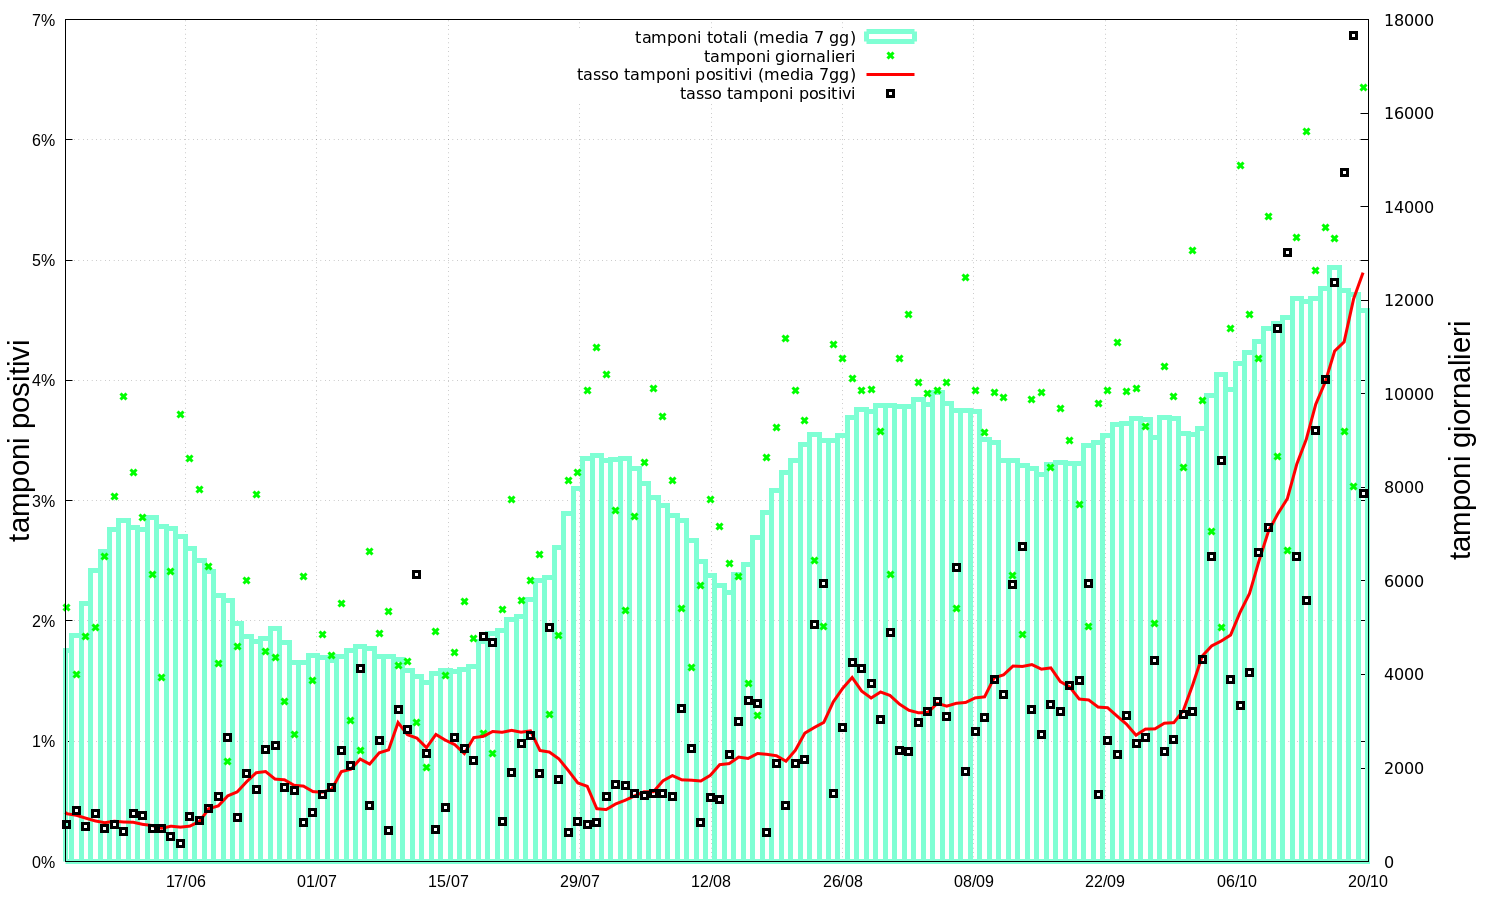 tamponi totali (media 7 gg)
tamponi giornalieri
tasso tamponi positivi (media 7gg)
tasso tamponi positivi
7%
6%
5%
4%
3%
2%
1%
0%
tamponi positivi
18000
16000
14000
12000
10000
8000
6000
4000
2000
0
tamponi giornalieri
17/06 01/07 15/07 29/07 12/08 26/08 08/09 22/09 06/10 20/10